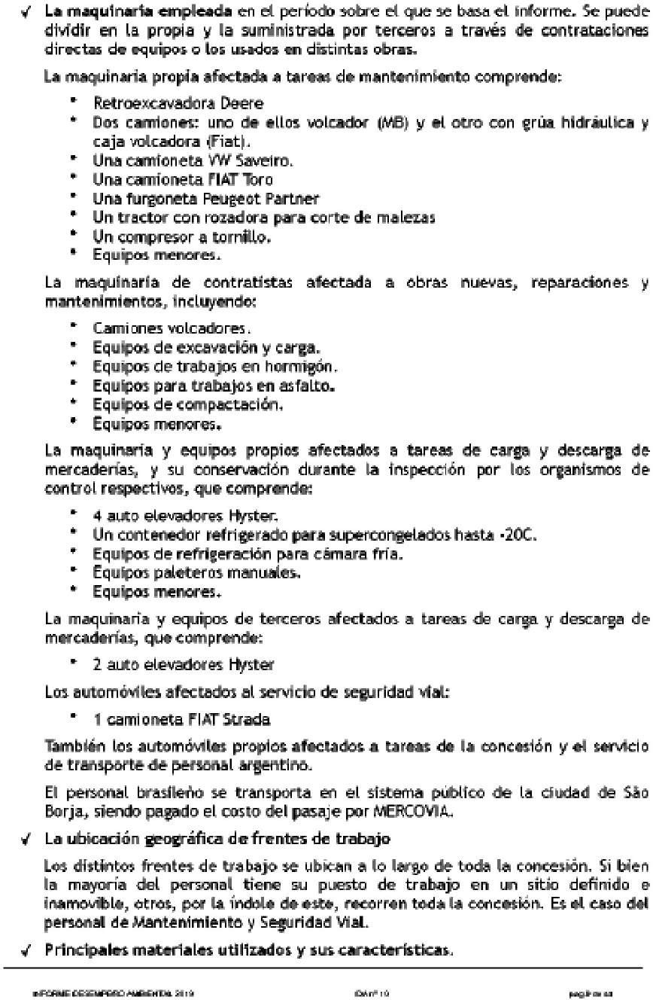 ✓ La maquinaria empleada en el período sobre el que se basa el informe. Se puede
dividir en la propia y la suministrada por terceros a través de contrataciones
directas de equipos o los usados en distintas obras.
La maquinaria propia afectada a tareas de mantenimiento comprende:
* Retroexcavadora Deere
* Dos camiones: uno de ellos volcador (MB) y el otro con grúa hidráulica y
caja volcadora (Fiat).
* Una camioneta VW Saveiro.
* Una camioneta FIAT Toro
* Una furgoneta Peugeot Partner
* Un tractor con rozadora para corte de malezas
* Un compresor a tornillo.
* Equipos menores.
La maquinaria de contratistas afectada a obras nuevas, reparaciones y
mantenimientos, incluyendo:
* Camiones volcadores.
* Equipos de excavación y carga.
* Equipos de trabajos en hormigón.
* Equipos para trabajos en asfalto.
* Equipos de compactación.
* Equipos menores.
La maquinaria y equipos propios afectados a tareas de carga y descarga de
mercaderías, y su conservación durante la inspección por los organismos de
control respectivos, que comprende:
* 4 auto elevadores Hyster.
* Un contenedor refrigerado para supercongelados hasta -20C.
* Equipos de refrigeración para cámara fría.
* Equipos paleteros manuales.
* Equipos menores.
La maquinaria y equipos de terceros afectados a tareas de carga y descarga de
mercaderías, que comprende:
* 2 auto elevadores Hyster
Los automóviles afectados al servicio de seguridad vial:
* 1 camioneta FIAT Strada
También los automóviles propios afectados a tareas de la concesión y el servicio
de transporte de personal argentino.
El personal brasileño se transporta en el sistema público de la ciudad de São
Borja, siendo pagado el costo del pasaje por MERCOVIA.
✓ La ubicación geográfica de frentes de trabajo
Los distintos frentes de trabajo se ubican a lo largo de toda la concesión. Si bien
la mayoría del personal tiene su puesto de trabajo en un sitio definido e
inamovible, otros, por la índole de este, recorren toda la concesión. Es el caso del
personal de Mantenimiento y Seguridad Vial.
✓ Principales materiales utilizados y sus características.
INFORME DESEMPEÑO AMBIENTAL 2019